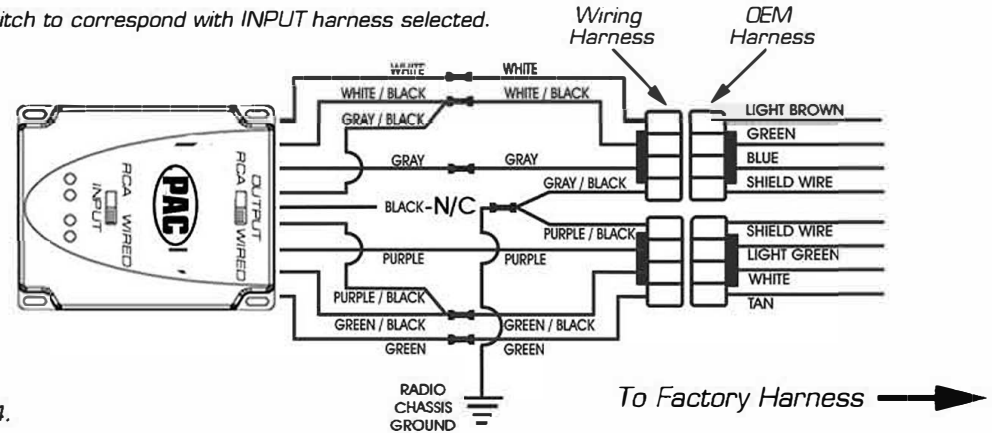 itch to correspond with INPUT harness selected.
Wiring
Harness
OEM
Harness
WHITE
WHITE
WHITE / BLACK
WHITE / BLACK
GRAY / BLACK
GRAY
GRAY
GRAY / BLACK
BLACK-N/C
PURPLE / BLACK
PURPLE
PURPLE
PURPLE / BLACK
GREEN / BLACK
GREEN / BLACK
GREEN
GREEN
LIGHT BROWN
GREEN
BLUE
SHIELD WIRE
SHIELD WIRE
LIGHT GREEN
WHITE
TAN
RCA WIRED
INPUT
PAC
OUTPUT
RCA WIRED
RADIO
CHASSIS
GROUND
To Factory Harness
4.